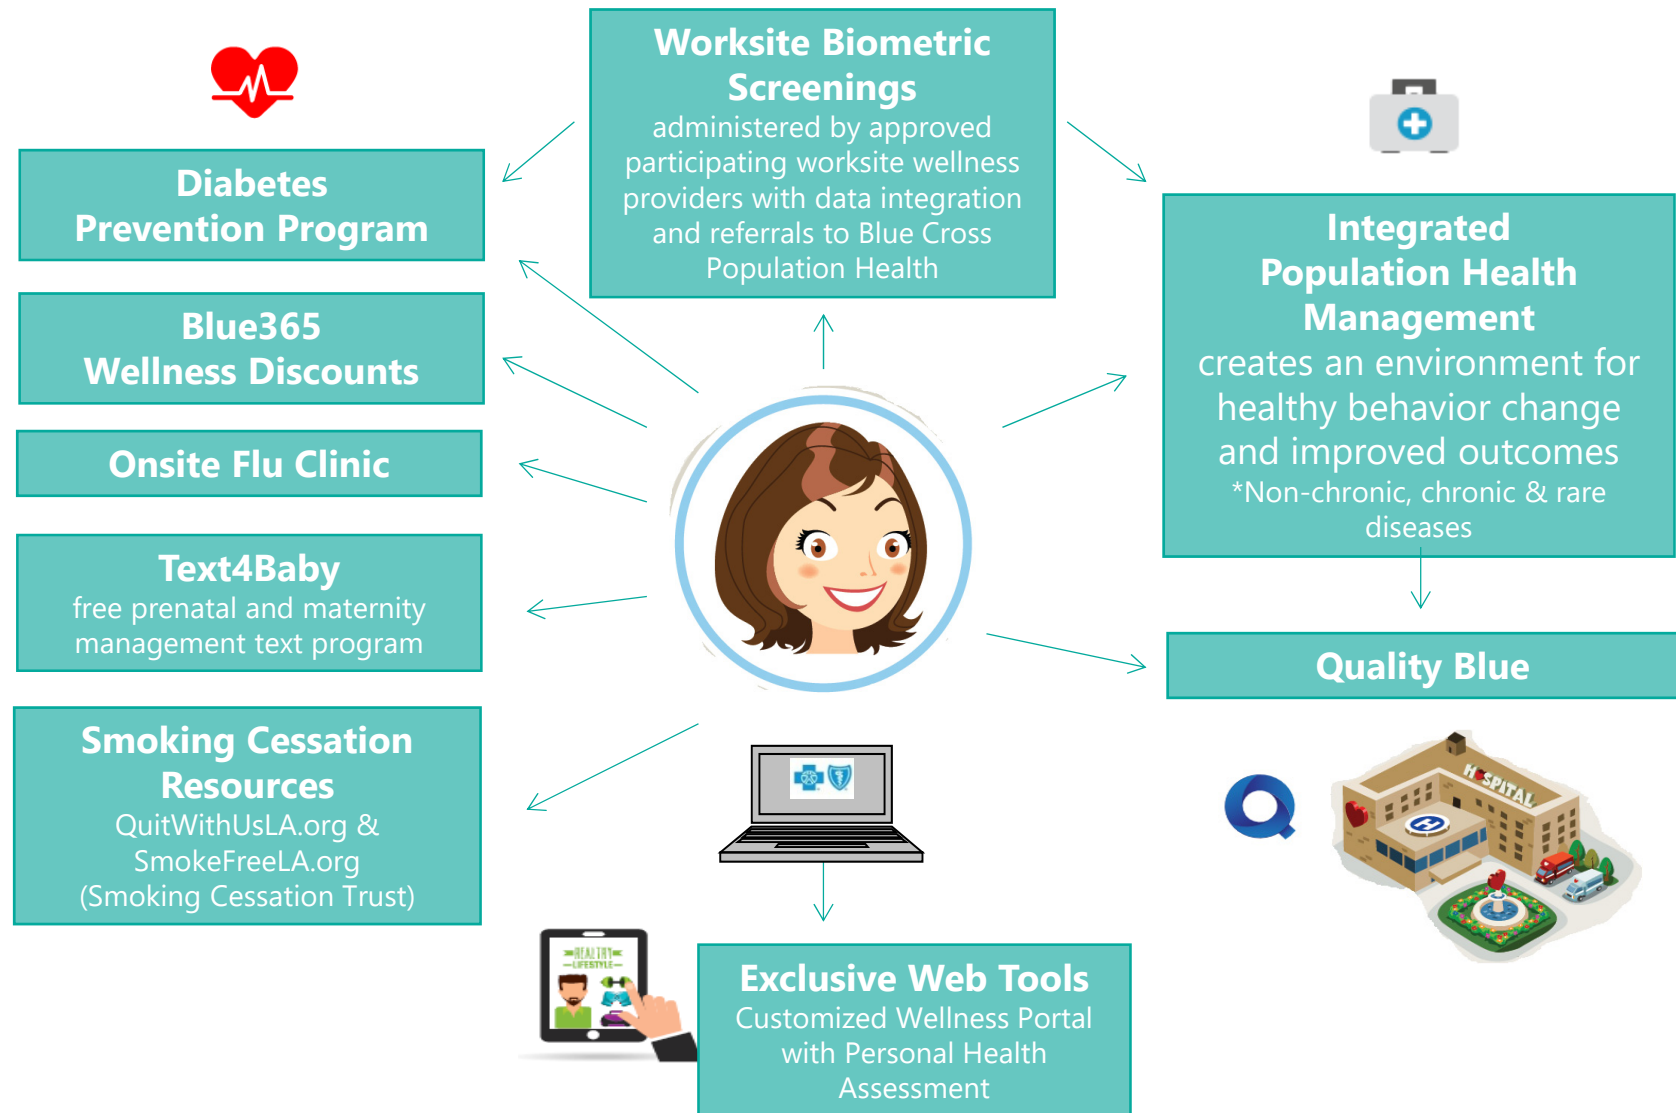 Worksite Biometric
Screenings
administered by approved
participating worksite wellness
providers with data integration
and referrals to Blue Cross
Population Health
Diabetes
Prevention Program
Blue365
Wellness Discounts
Onsite Flu Clinic
Text4Baby
free prenatal and maternity
management text program
Smoking Cessation
Resources
QuitWithUsLA.org &
SmokeFreeLA.org
(Smoking Cessation Trust)
Integrated
Population Health
Management
creates an environment for
healthy behavior change
and improved outcomes
*Non-chronic, chronic & rare
diseases
Quality Blue
HOSPITAL
H
HEALTHY
LIFESTYLE
Exclusive Web Tools
Customized Wellness Portal
with Personal Health
Assessment